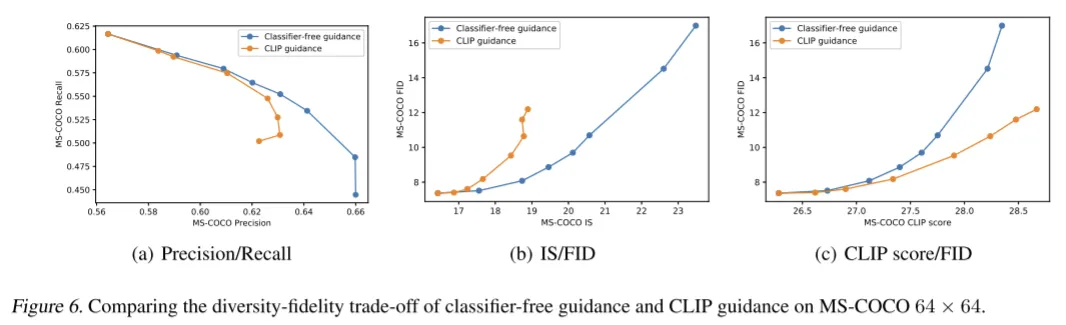 0.625
0.600
0.575
0.550
0.525
0.500
0.475
0.450
MS-COCO Recall
Classifier-free guidance
CLIP guidance
0.56 0.58 0.60 0.62 0.64 0.66
MS-COCO Precision
(a) Precision/Recall
16
14
12
10
8
MS-COCO FID
Classifier-free guidance
CLIP guidance
17 18 19 20 21 22 23
MS-COCO IS
(b) IS/FID
16
14
12
10
8
MS-COCO FID
Classifier-free guidance
CLIP guidance
26.5 27.0 27.5 28.0 28.5
MS-COCO CLIP score
(c) CLIP score/FID
Figure 6. Comparing the diversity-fidelity trade-off of classifier-free guidance and CLIP guidance on MS-COCO 64 × 64.